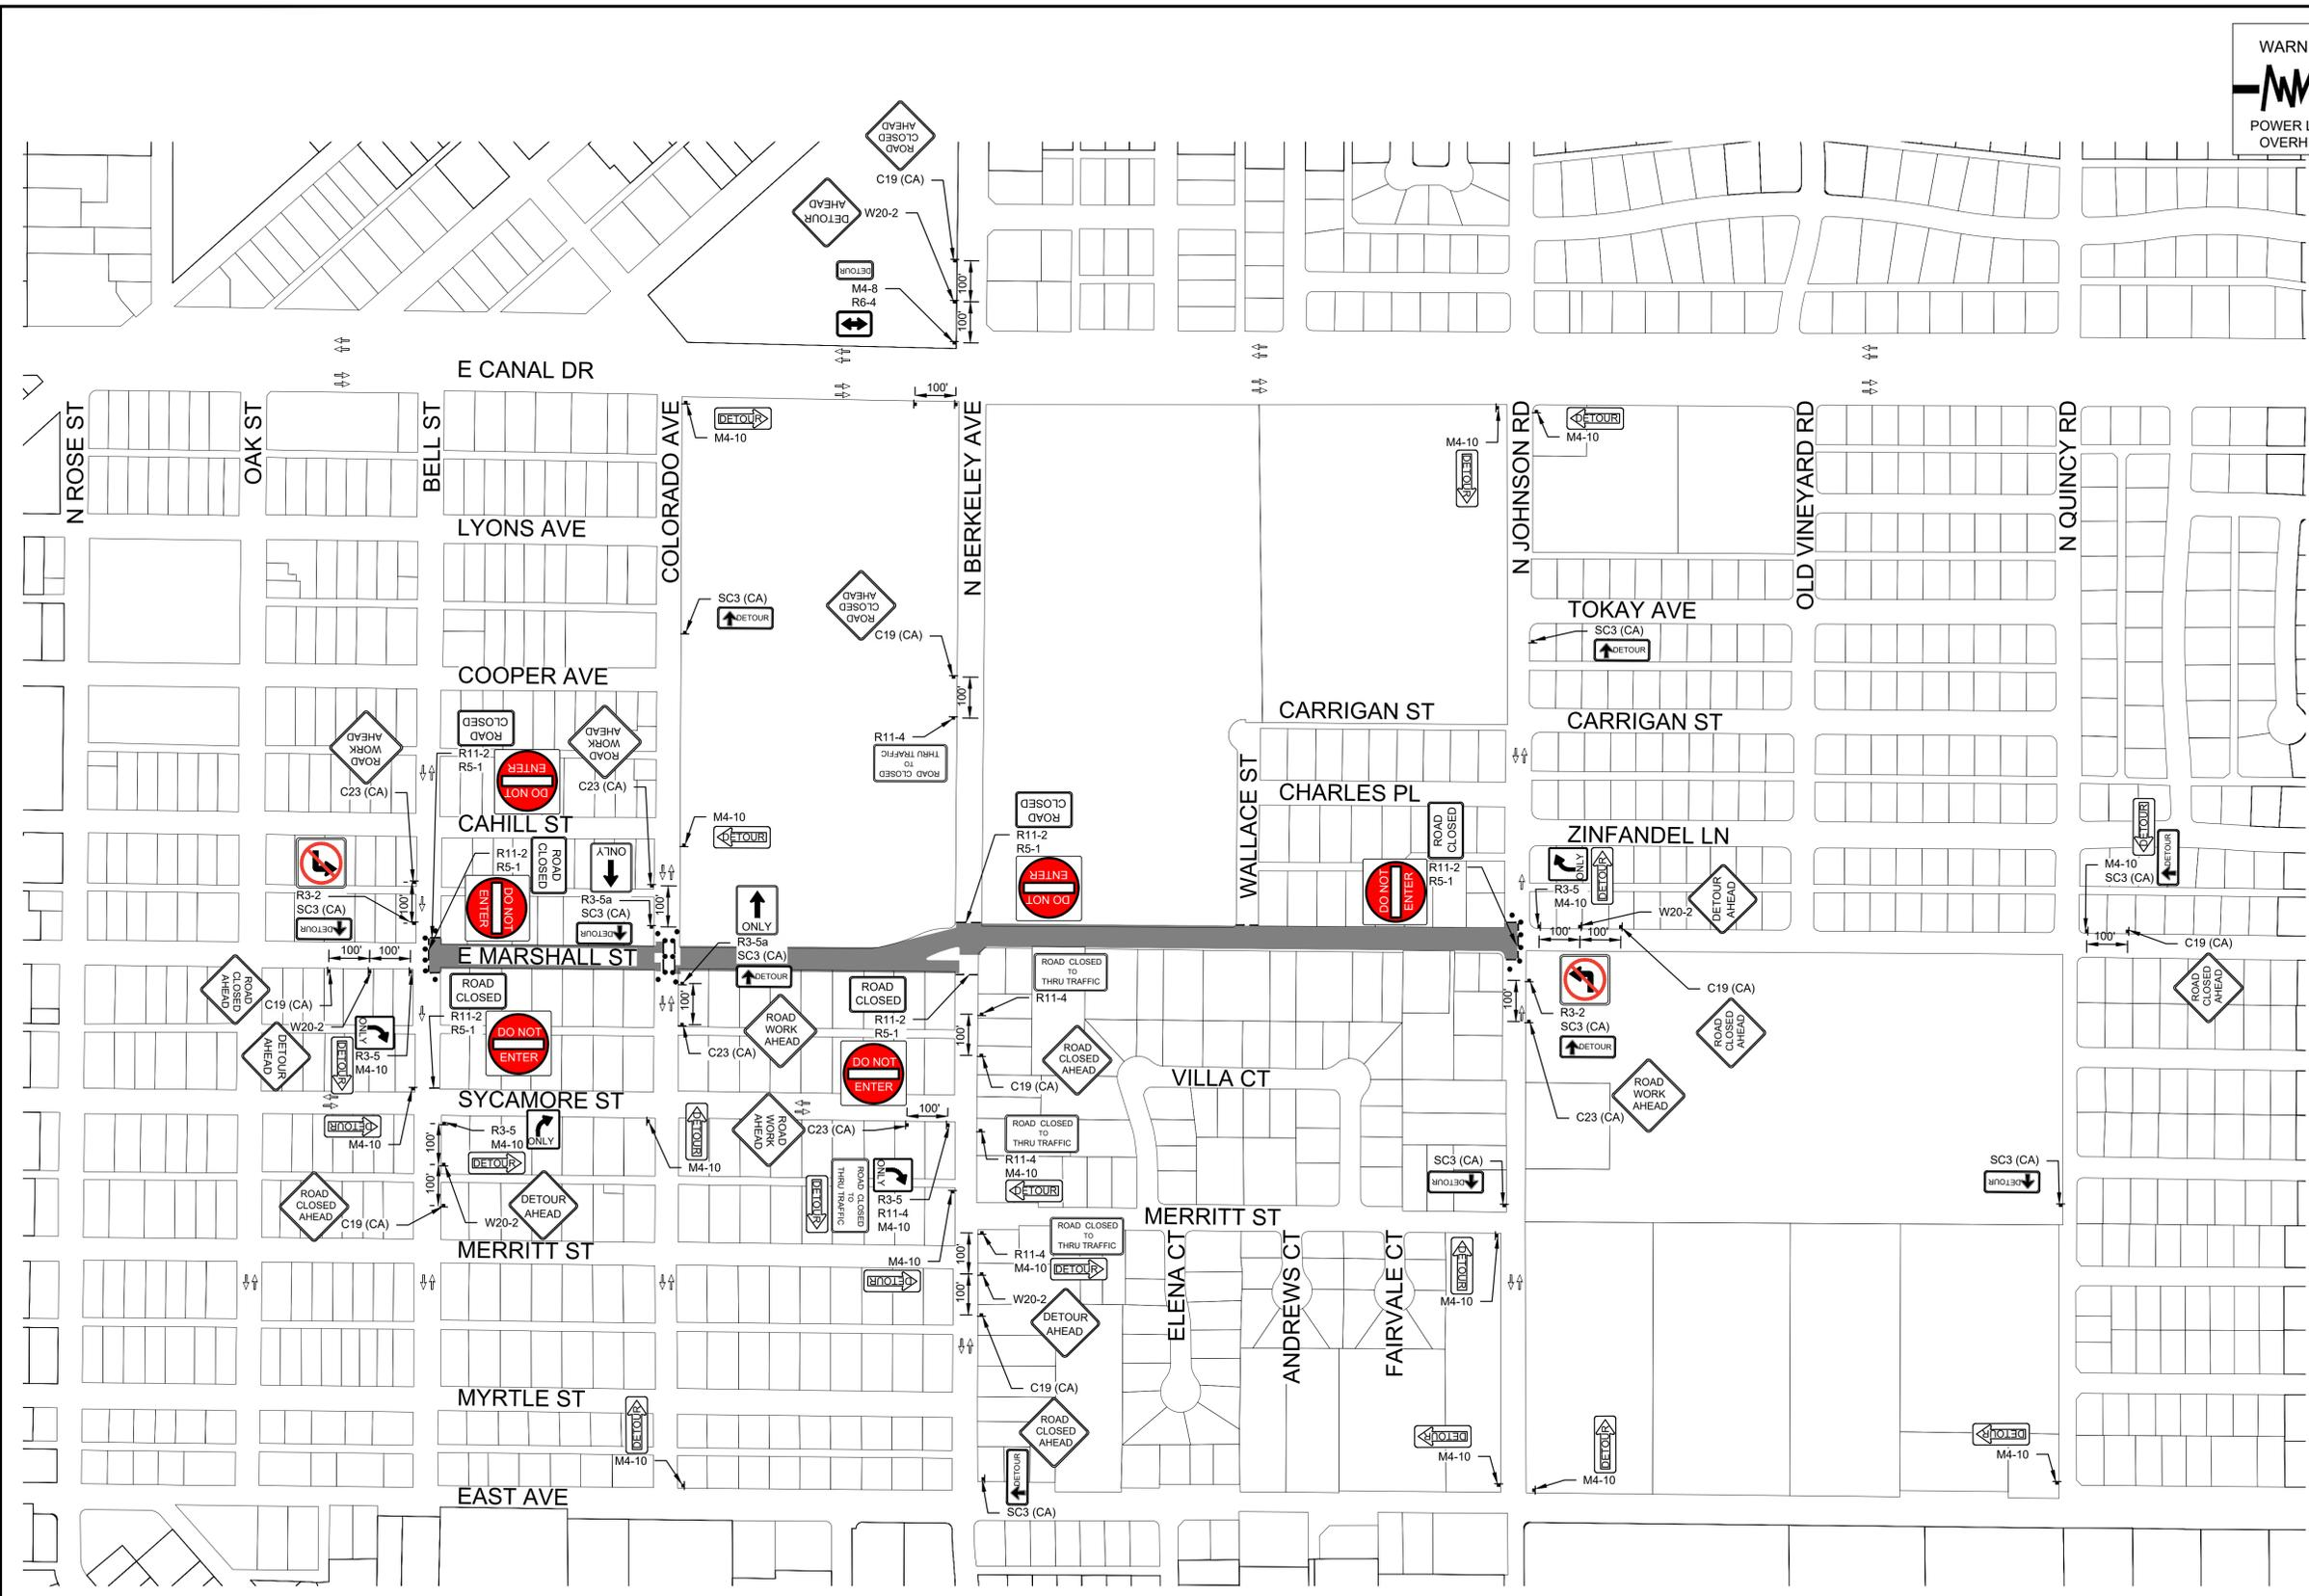 WARN
POWER L
OVERH
ROAD
CLOSED
AHEAD
C19 (CA)
DETOUR
AHEAD
W20-2
DETOUR
M4-8
R6-4
100'
100'
E CANAL DR
100'
N ROSE ST
OAK ST
BELL ST
COLORADO AVE
N BERKELEY AVE
N JOHNSON RD
OLD VINEYARD RD
N QUINCY RD
DETOUR
M4-10
M4-10
DETOUR
DETOUR
M4-10
LYONS AVE
SC3 (CA)
DETOUR
ROAD
CLOSED
AHEAD
C19 (CA)
100'
TOKAY AVE
SC3 (CA)
DETOUR
COOPER AVE
ROAD
WORK
AHEAD
C23 (CA)
ROAD
CLOSED
R11-2
R5-1
DO NOT
ENTER
ROAD
WORK
AHEAD
C23 (CA)
R11-4
ROAD CLOSED
TO
THRU TRAFFIC
CARRIGAN ST
CARRIGAN ST
WALLACE ST
CHARLES PL
CAHILL ST
M4-10
DETOUR
ROAD
CLOSED
R11-2
R5-1
DO NOT
ENTER
ROAD
CLOSED
R11-2
R5-1
DO NOT
ENTER
ZINFANDEL LN
ONLY
DETOUR
R3-5
M4-10
DETOUR
AHEAD
W20-2
100'
100'
DETOUR
DETOUR
M4-10
SC3 (CA)
100'
C19 (CA)
ROAD
CLOSED
AHEAD
R3-2
SC3 (CA)
DETOUR
100'
R11-2
R5-1
DO NOT
ENTER
ROAD
CLOSED
ONLY
R3-5a
SC3 (CA)
DETOUR
100'
ONLY
R3-5a
SC3 (CA)
DETOUR
100'
E MARSHALL ST
100'
100'
ROAD
CLOSED
AHEAD
C19 (CA)
W20-2
DETOUR
AHEAD
ONLY
DETOUR
R3-5
M4-10
ROAD
CLOSED
R11-2
R5-1
DO NOT
ENTER
ROAD
WORK
AHEAD
C23 (CA)
ROAD
CLOSED
R11-2
R5-1
DO NOT
ENTER
ROAD CLOSED
TO
THRU TRAFFIC
R11-4
100'
ROAD
CLOSED
AHEAD
C19 (CA)
100'
R3-2
SC3 (CA)
DETOUR
C19 (CA)
ROAD
CLOSED
AHEAD
ROAD
WORK
AHEAD
C23 (CA)
VILLA CT
SYCAMORE ST
DETOUR
M4-10
R3-5
M4-10
ONLY
DETOUR
100'
100'
DETOUR
AHEAD
W20-2
ROAD
CLOSED
AHEAD
C19 (CA)
DETOUR
M4-10
ROAD
WORK
AHEAD
C23 (CA)
100'
DETOUR
ROAD CLOSED
TO
THRU TRAFFIC
ONLY
R3-5
R11-4
M4-10
ROAD CLOSED
TO
THRU TRAFFIC
R11-4
M4-10
DETOUR
SC3 (CA)
DETOUR
SC3 (CA)
DETOUR
MERRITT ST
MERRITT ST
M4-10
DETOUR
ROAD CLOSED
TO
THRU TRAFFIC
R11-4
M4-10
DETOUR
100'
100'
W20-2
DETOUR
AHEAD
C19 (CA)
ROAD
CLOSED
AHEAD
ELENA CT
ANDREWS CT
FAIRVALE CT
DETOUR
M4-10
MYRTLE ST
DETOUR
M4-10
DETOUR
SC3 (CA)
DETOUR
M4-10
DETOUR
M4-10
DETOUR
M4-10
EAST AVE